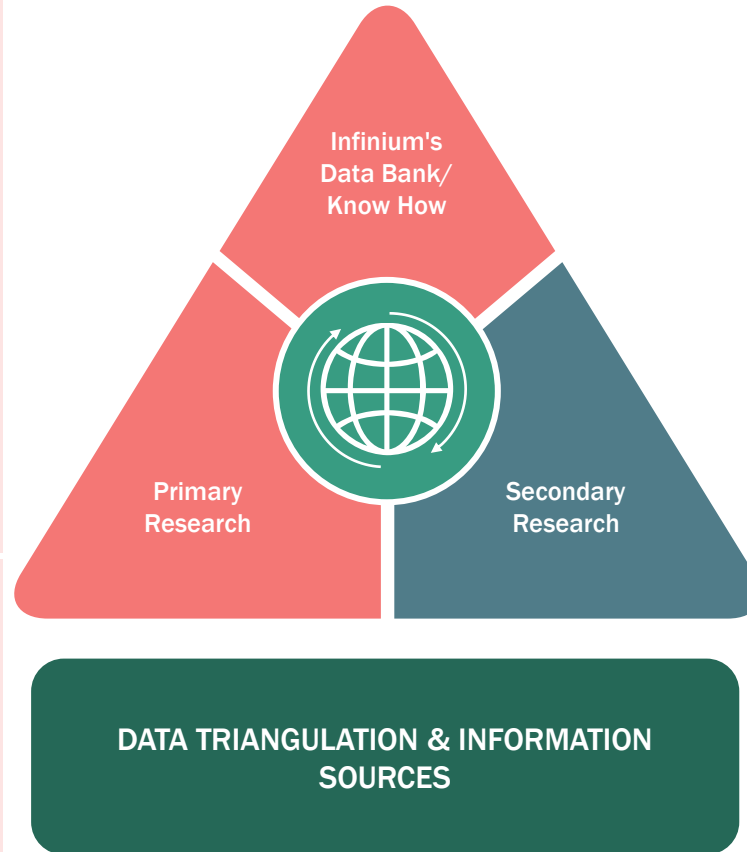 Infinium's
Data Bank/
Know How
Primary
Research
Secondary
Research
DATA TRIANGULATION & INFORMATION
SOURCES